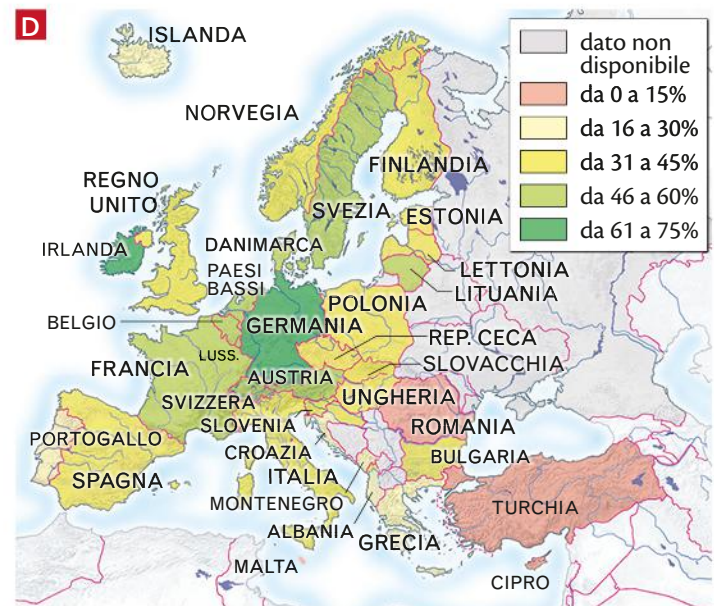 D
ISLANDA
dato non
disponibile
da 0 a 15%
da 16 a 30%
da 31 a 45%
da 46 a 60%
da 61 a 75%
NORVEGIA
FINLANDIA
REGNO
UNITO
SVEZIA
ESTONIA
IRLANDA
DANIMARCA
PAESI
BASSI
LETTONIA
LITUANIA
POLONIA
BELGIO
GERMANIA
REP. CECA
LUSS.
SLOVACCHIA
FRANCIA
AUSTRIA
UNGHERIA
SVIZZERA
ROMANIA
SLOVENIA
PORTOGALLO
CROAZIA
BULGARIA
ITALIA
SPAGNA
MONTENEGRO
TURCHIA
ALBANIA
GRECIA
MALTA
CIPRO